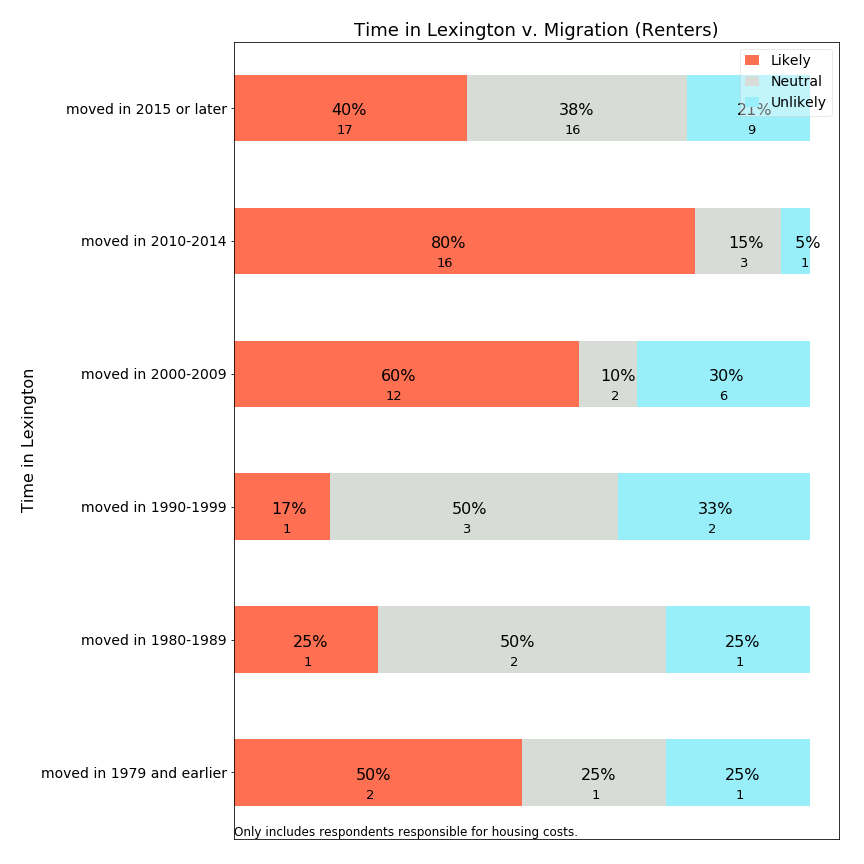 Time in Lexington v. Migration (Renters)
Likely
Neutral
Unlikely
Time in Lexington
moved in 2015 or later
40% 38% 21%
17 16 9
moved in 2010-2014
80% 15% 5%
16 3 1
moved in 2000-2009
60% 10% 30%
12 2 6
moved in 1990-1999
17% 50% 33%
1 3 2
moved in 1980-1989
25% 50% 25%
1 2 1
moved in 1979 and earlier
50% 25% 25%
2 1 1
Only includes respondents responsible for housing costs.